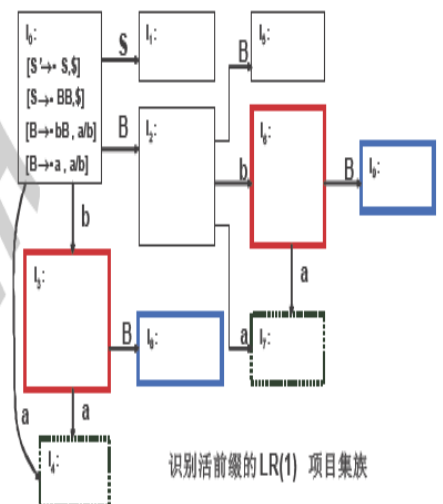 I₀:
[S'→· S,$]
[S→· BB,$]
[B→·bB , a/b]
[B→·a , a/b]
S
I₁:
B
I₅:
B
I₂:
b
I₆:
B
I₉:
b
a
I₃:
B
I₈:
a
I₇:
a
a
I₄:
识别活前缀的LR(1) 项目集族